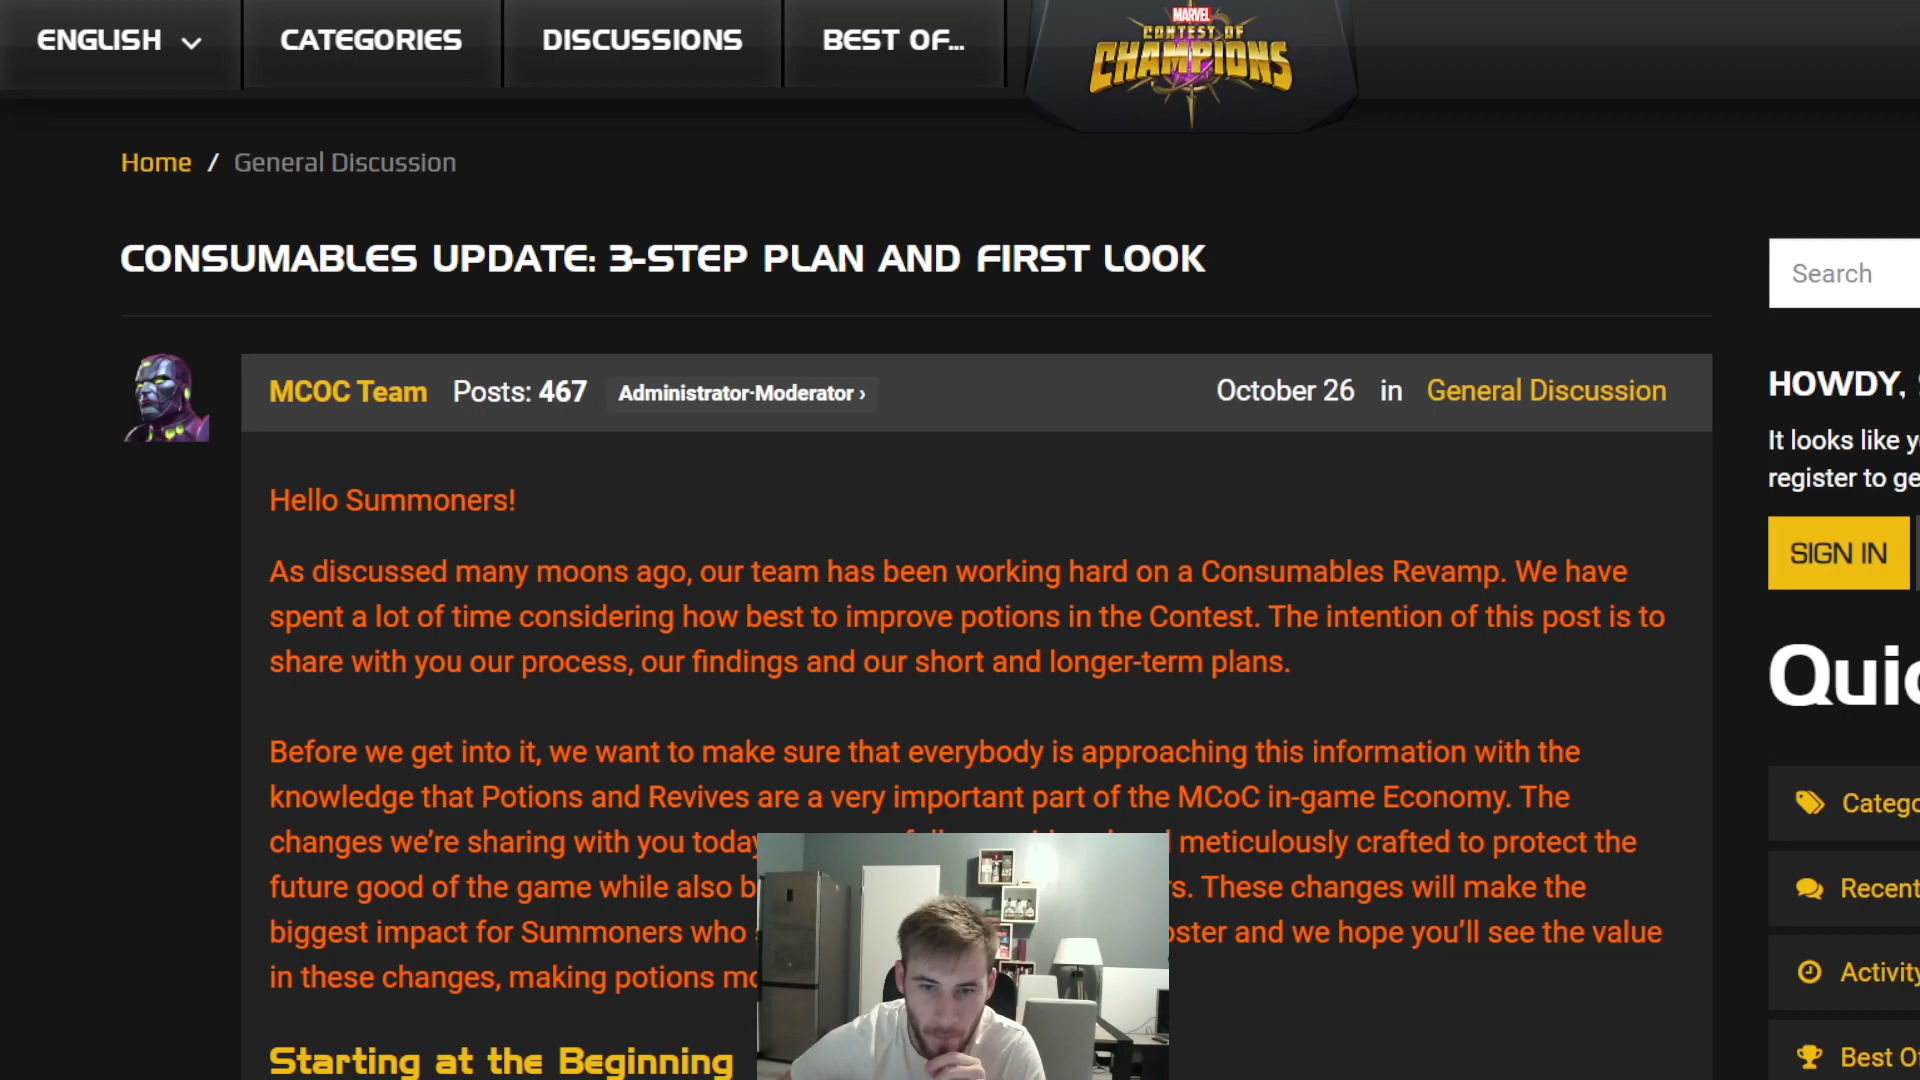 ENGLISH CATEGORIES DISCUSSIONS BEST OF...
MARVEL
CONTEST OF
CHAMPIONS
Home / General Discussion
CONSUMABLES UPDATE: 3-STEP PLAN AND FIRST LOOK
Search
MCOC Team Posts: 467 Administrator·Moderator › October 26 in General Discussion
HOWDY,
It looks like
register to
SIGN IN
Hello Summoners!
As discussed many moons ago, our team has been working hard on a Consumables Revamp. We have
spent a lot of time considering how best to improve potions in the Contest. The intention of this post is to
share with you our process, our findings and our short and longer-term plans.
Before we get into it, we want to make sure that everybody is approaching this information with the
knowledge that Potions and Revives are a very important part of the MCoC in-game Economy. The
changes we're sharing with you today meticulously crafted to protect the
future good of the game while also These changes will make the
biggest impact for Summoners who and we hope you'll see the value
in these changes, making potions
Starting at the Beginning
Recent
Activity
Best